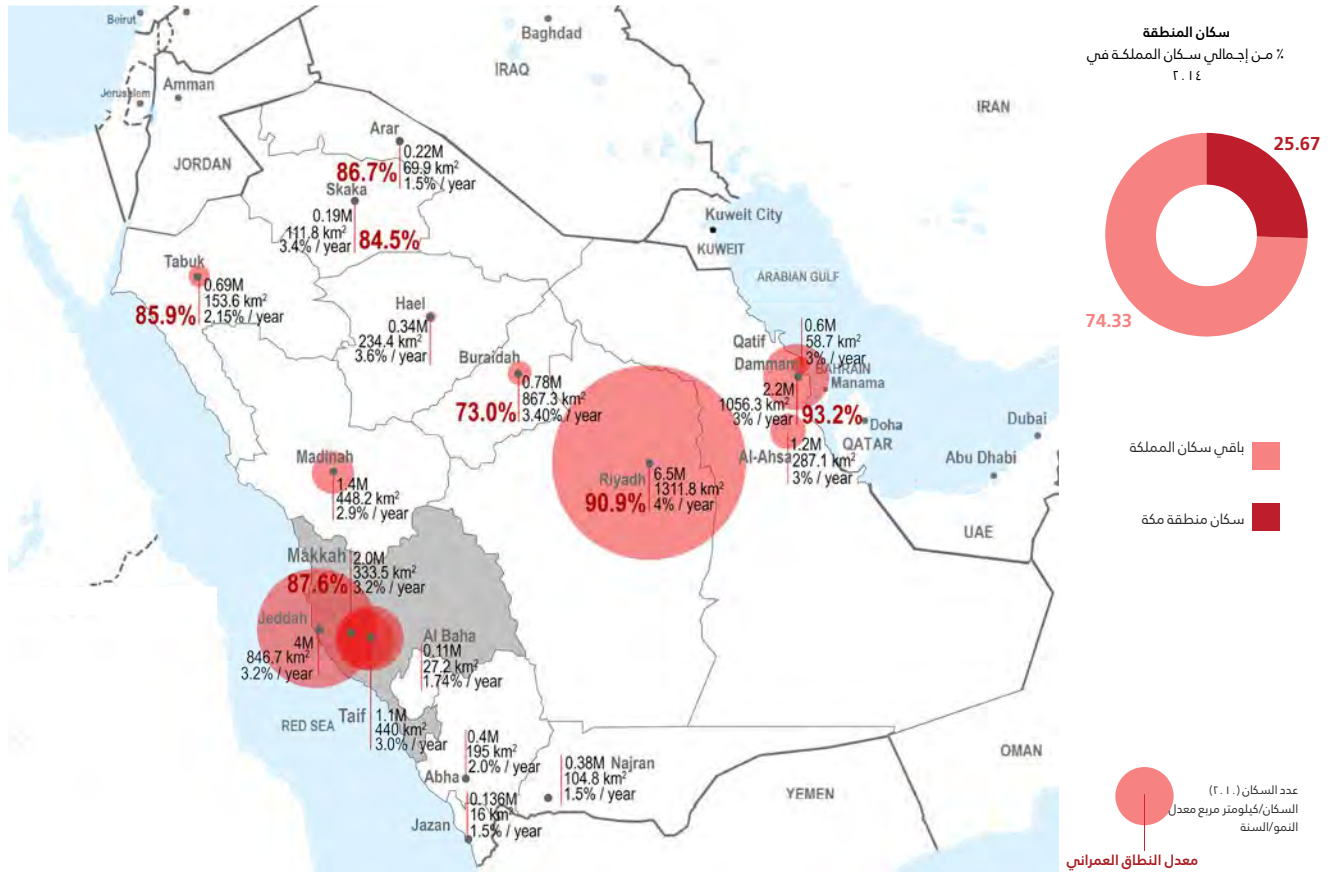 Beirut
Baghdad
IRAQ
Amman
Jerusalem
IRAN
JORDAN
Arar
0.22M
69.9 km²
1.5% / year
86.7%
Skaka
0.19M
111.8 km²
3.4% / year
84.5%
Kuwait City
KUWAIT
ARABIAN GULF
Tabuk
0.69M
153.6 km²
2.15% / year
85.9%
Hael
0.34M
234.4 km²
3.6% / year
Buraidah
0.78M
867.3 km²
3.40% / year
73.0%
Qatif
0.6M
58.7 km²
3% / year
Dammam
2.2M
1056.3 km²
3% / year
93.2%
BAHRAIN
Manama
Doha
QATAR
Dubai
Abu Dhabi
UAE
Al-Ahsa
1.2M
287.1 km²
3% / year
Madinah
1.4M
448.2 km²
2.9% / year
Riyadh
6.5M
1311.8 km²
4% / year
90.9%
Makkah
2.0M
333.5 km²
3.2% / year
87.6%
Jeddah
4M
846.7 km²
3.2% / year
Al Baha
0.11M
27.2 km²
1.74% / year
RED SEA
Taif
1.1M
440 km²
3.0% / year
Abha
0.4M
195 km²
2.0% / year
Najran
0.38M
104.8 km²
1.5% / year
Jazan
0.136M
16 km²
1.5% / year
YEMEN
OMAN
سكان المنطقة
٪ من إجمالي سكان المملكة في
٢٠١٤
25.67
74.33
باقي سكان المملكة
سكان منطقة مكة
عدد السكان (٢٠١٠)
السكان/كيلومتر مربع معدل
النمو/السنة
معدل النطاق العمراني